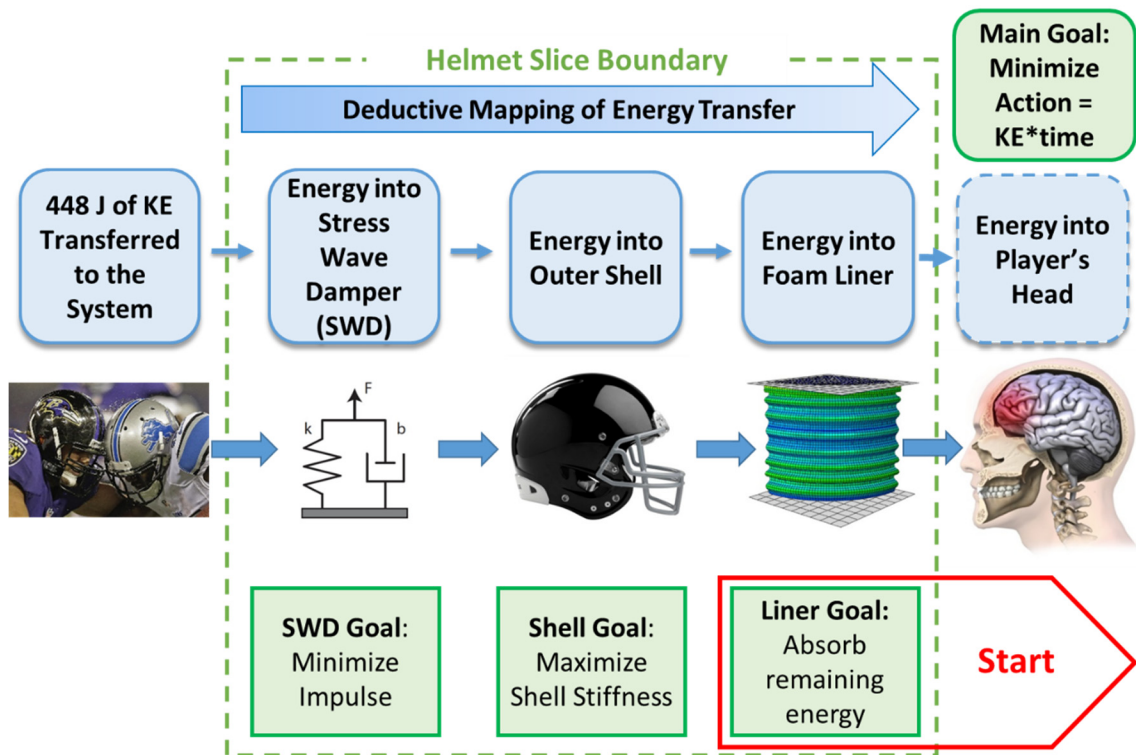 Main Goal:
Minimize
Action =
KE*time
Helmet Slice Boundary
Deductive Mapping of Energy Transfer
448 J of KE
Transferred
to the
System
Energy into
Stress
Wave
Damper
(SWD)
Energy into
Outer Shell
Energy into
Foam Liner
Energy into
Player's
Head
F
k
b
SWD Goal:
Minimize
Impulse
Shell Goal:
Maximize
Shell Stiffness
Liner Goal:
Absorb
remaining
energy
Start